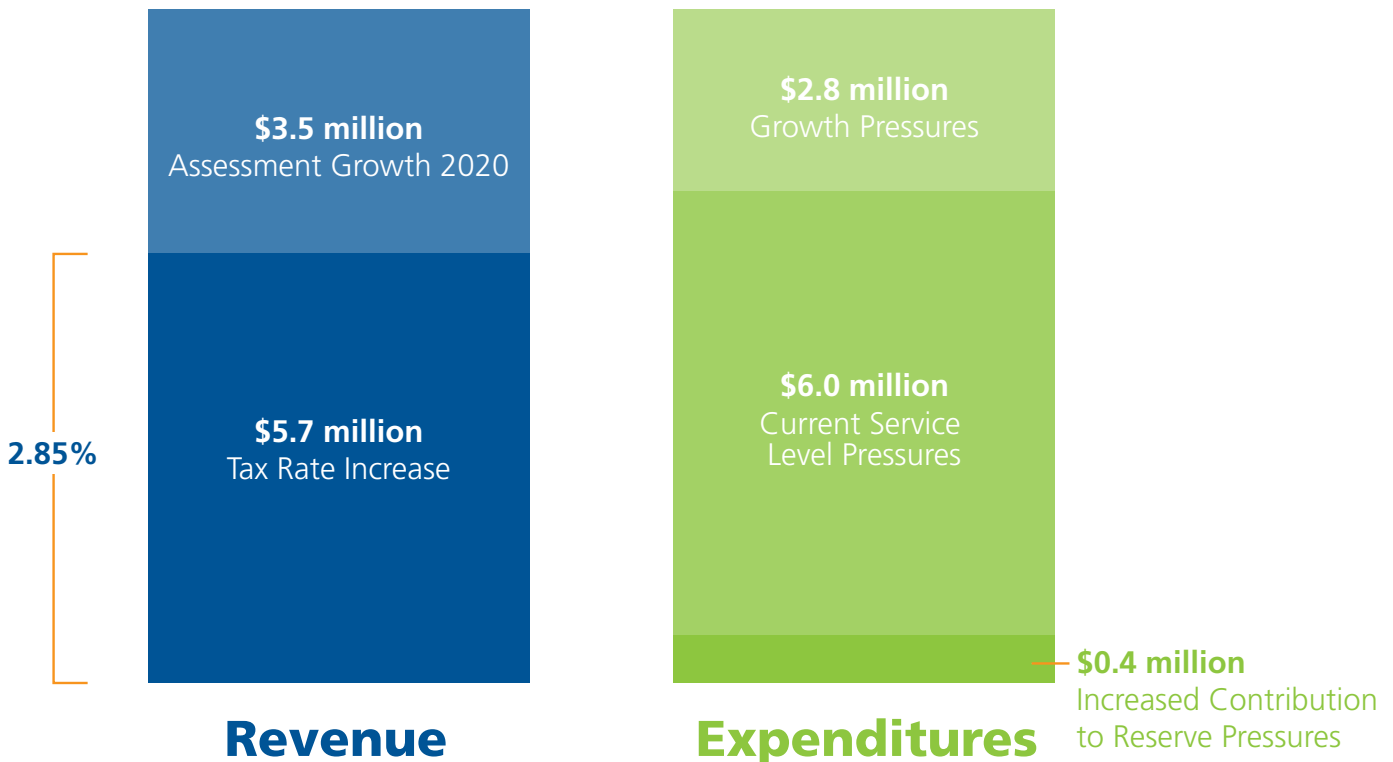 $3.5 million
Assessment Growth 2020
2.85%
$5.7 million
Tax Rate Increase
Revenue
$2.8 million
Growth Pressures
$6.0 million
Current Service
Level Pressures
$0.4 million
Increased Contribution
to Reserve Pressures
Expenditures